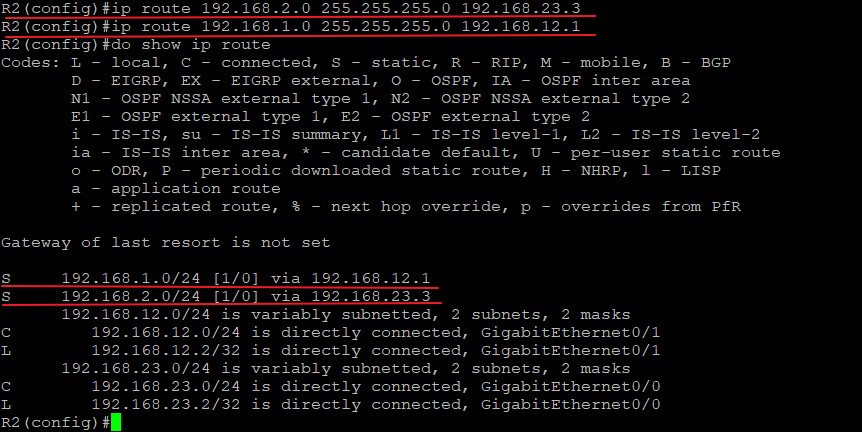 R2(config)#ip route 192.168.2.0 255.255.255.0 192.168.23.3
R2(config)#ip route 192.168.1.0 255.255.255.0 192.168.12.1
R2(config)#do show ip route
Codes: L - local, C - connected, S - static, R - RIP, M - mobile, B - BGP
       D - EIGRP, EX - EIGRP external, O - OSPF, IA - OSPF inter area
       N1 - OSPF NSSA external type 1, N2 - OSPF NSSA external type 2
       E1 - OSPF external type 1, E2 - OSPF external type 2
       i - IS-IS, su - IS-IS summary, L1 - IS-IS level-1, L2 - IS-IS level-2
       ia - IS-IS inter area, * - candidate default, U - per-user static route
       o - ODR, P - periodic downloaded static route, H - NHRP, l - LISP
       a - application route
       + - replicated route, % - next hop override, p - overrides from PfR
Gateway of last resort is not set
S     192.168.1.0/24 [1/0] via 192.168.12.1
S     192.168.2.0/24 [1/0] via 192.168.23.3
      192.168.12.0/24 is variably subnetted, 2 subnets, 2 masks
C        192.168.12.0/24 is directly connected, GigabitEthernet0/1
L        192.168.12.2/32 is directly connected, GigabitEthernet0/1
      192.168.23.0/24 is variably subnetted, 2 subnets, 2 masks
C        192.168.23.0/24 is directly connected, GigabitEthernet0/0
L        192.168.23.2/32 is directly connected, GigabitEthernet0/0
R2(config)#